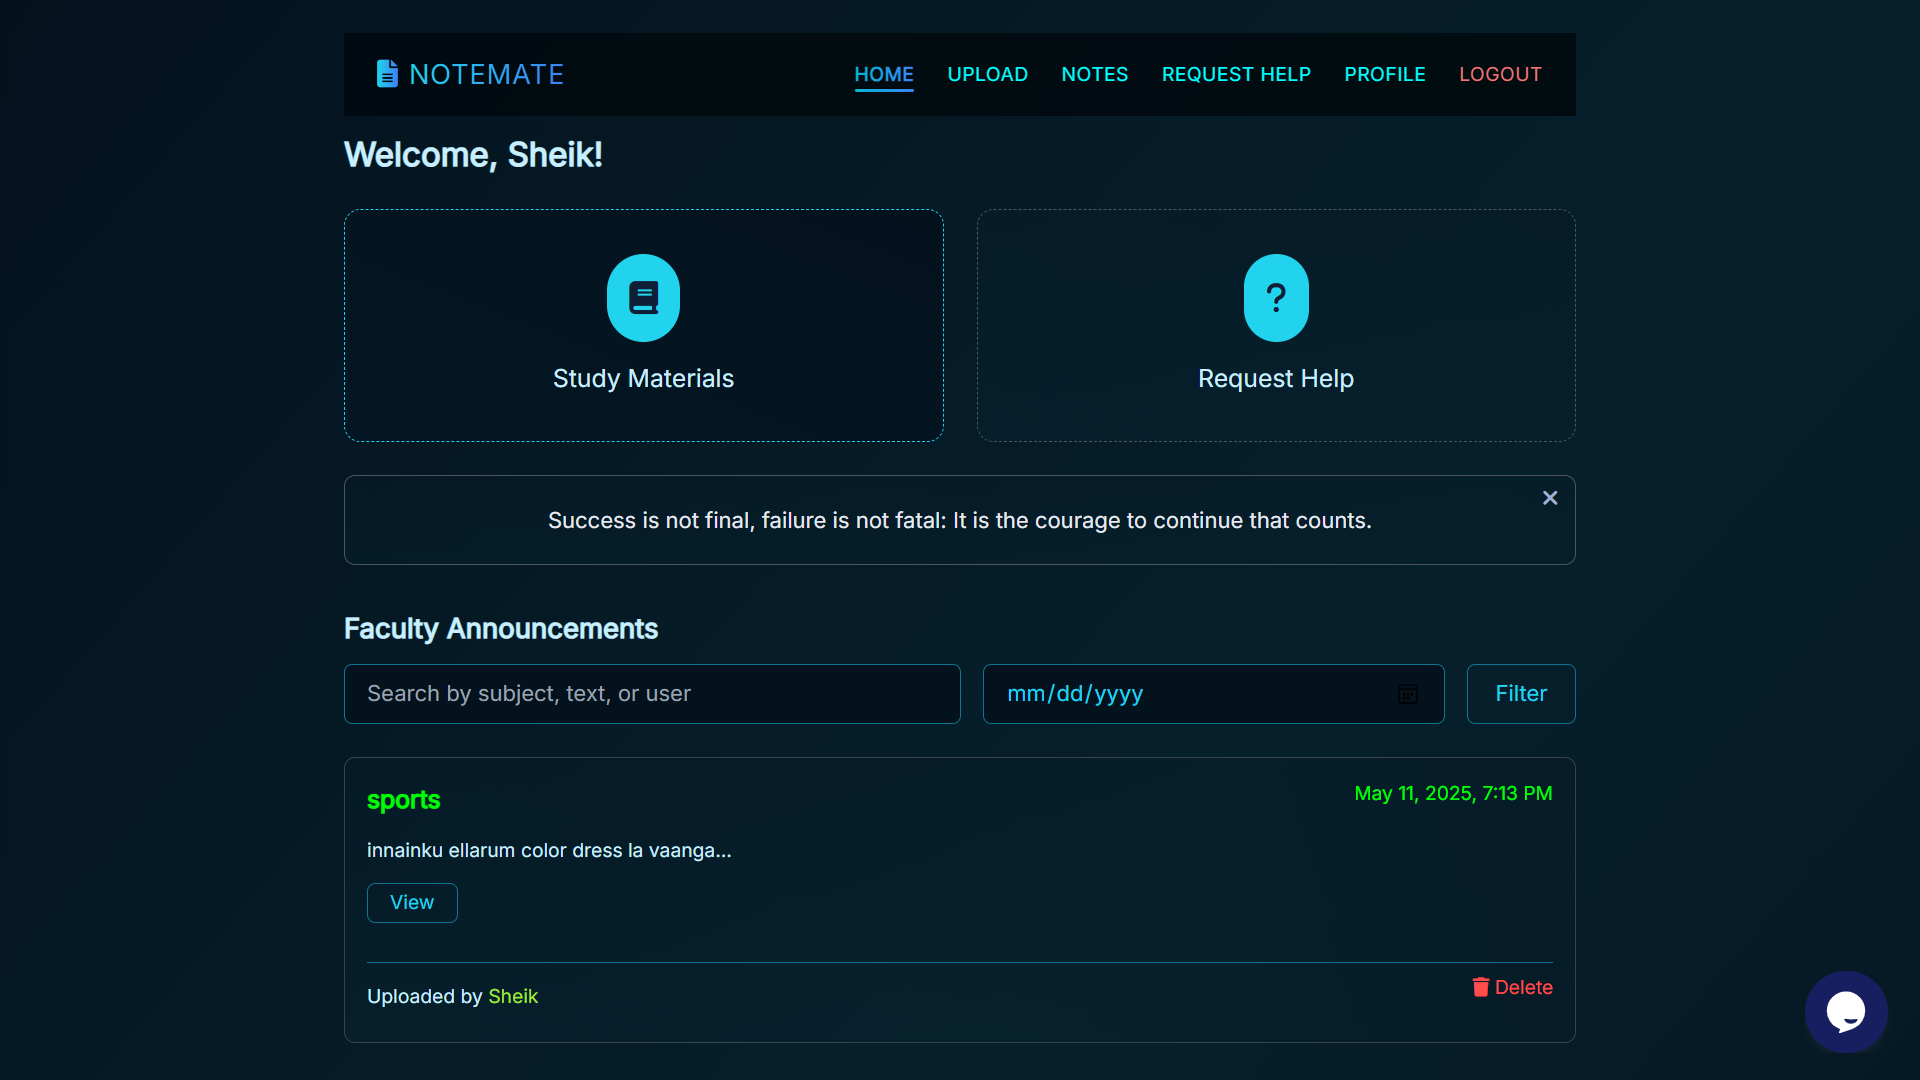 NOTEMATE
HOME UPLOAD NOTES REQUEST HELP PROFILE LOGOUT
Welcome, Sheik!
Study Materials
?
Request Help
Success is not final, failure is not fatal: It is the courage to continue that counts.
Faculty Announcements
Search by subject, text, or user
mm/dd/yyyy
Filter
sports
May 11, 2025, 7:13 PM
innainku ellarum color dress la vaanga...
View
Uploaded by Sheik
Delete